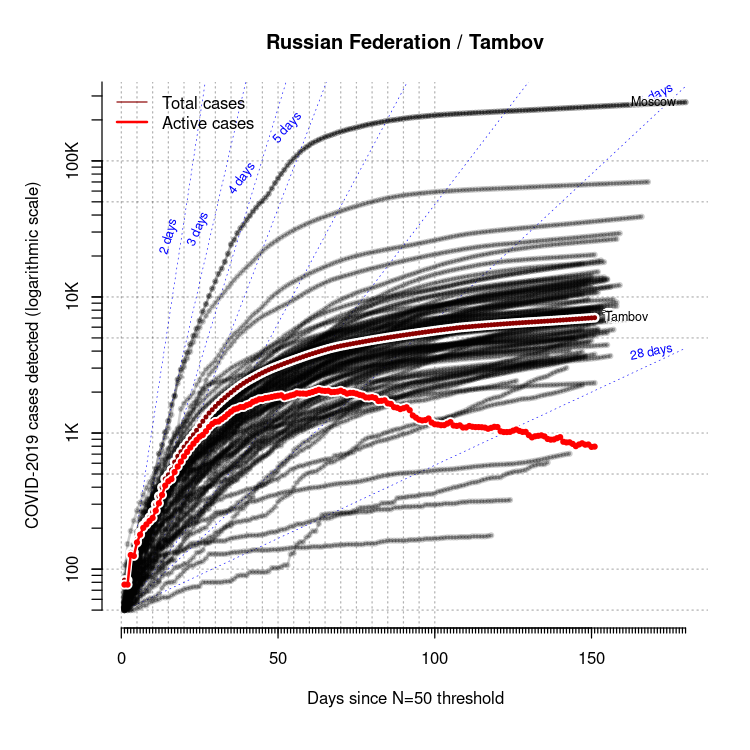 Russian Federation / Tambov
Total cases
Active cases
2 days
3 days
4 days
5 days
days
Moscow
Tambov
28 days
COVID-2019 cases detected (logarithmic scale)
100K
10K
1K
100
0
50
100
150
Days since N=50 threshold